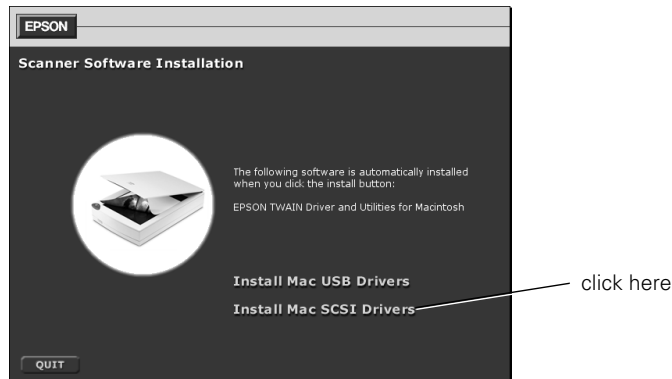 EPSON
Scanner Software Installation
The following software is automatically installed
when you click the install button:
EPSON TWAIN Driver and Utilities for Macintosh
Install Mac USB Drivers
Install Mac SCSI Drivers
click here
QUIT